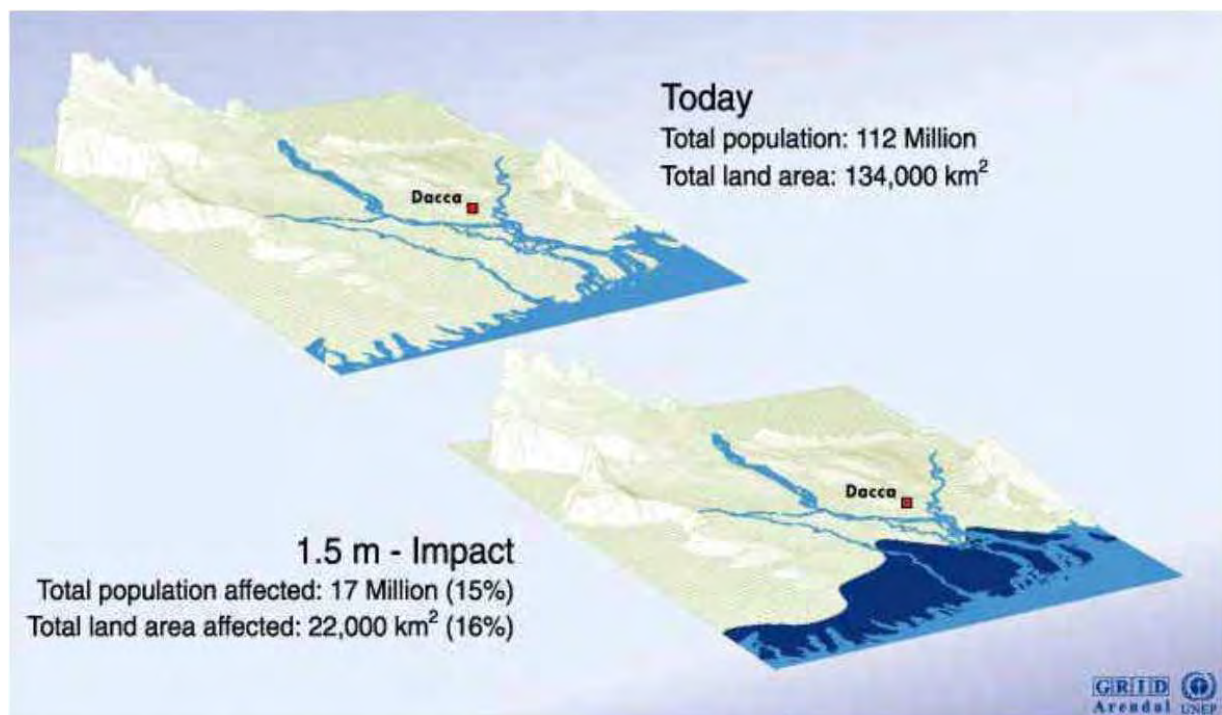 Today
Total population: 112 Million
Total land area: 134,000 km²
Dacca
Dacca
1.5 m - Impact
Total population affected: 17 Million (15%)
Total land area affected: 22,000 km² (16%)
GRID
Arendal UNEP